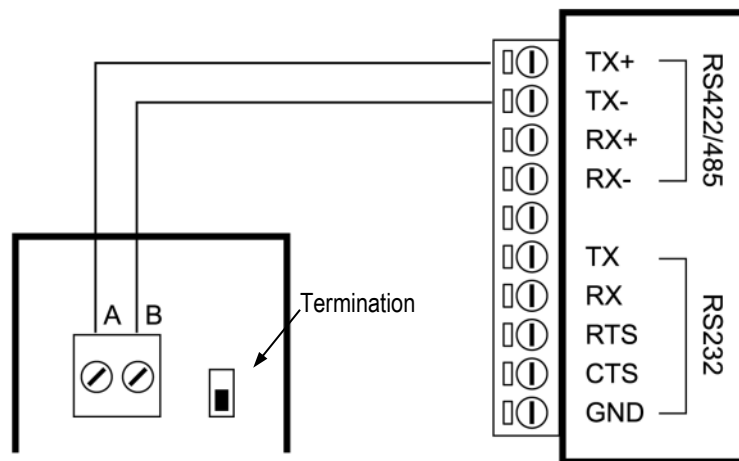 TX+
TX-
RX+
RX-
RS422/485
TX
RX
RTS
CTS
GND
RS232
A B
Termination